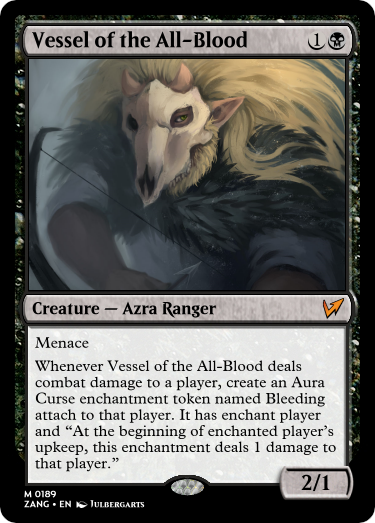 Vessel of the All-Blood 1
Creature — Azra Ranger
Menace
Whenever Vessel of the All-Blood deals
combat damage to a player, create an Aura
Curse enchantment token named Bleeding
attach to that player. It has enchant player
and “At the beginning of enchanted player’s
upkeep, this enchantment deals 1 damage to
that player.”
2/1
M 0189
ZANG • EN JULBERGARTS